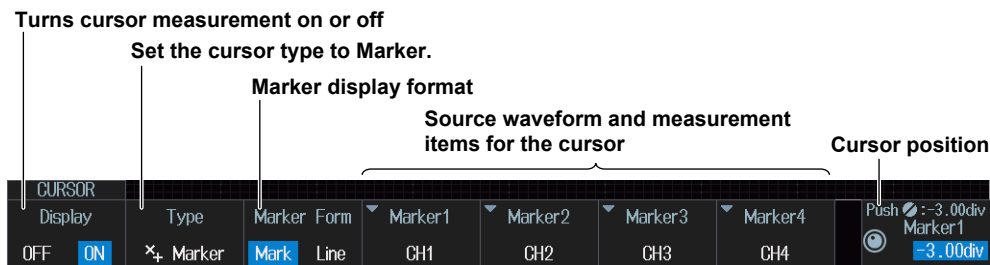 Turns cursor measurement on or off
Set the cursor type to Marker.
Marker display format
Source waveform and measurement
items for the cursor
Cursor position
CURSOR
Display Type Marker Form Marker1 Marker2 Marker3 Marker4 Push :-3.00div
Marker1
OFF ON Marker Mark Line CH1 CH2 CH3 CH4 -3.00div